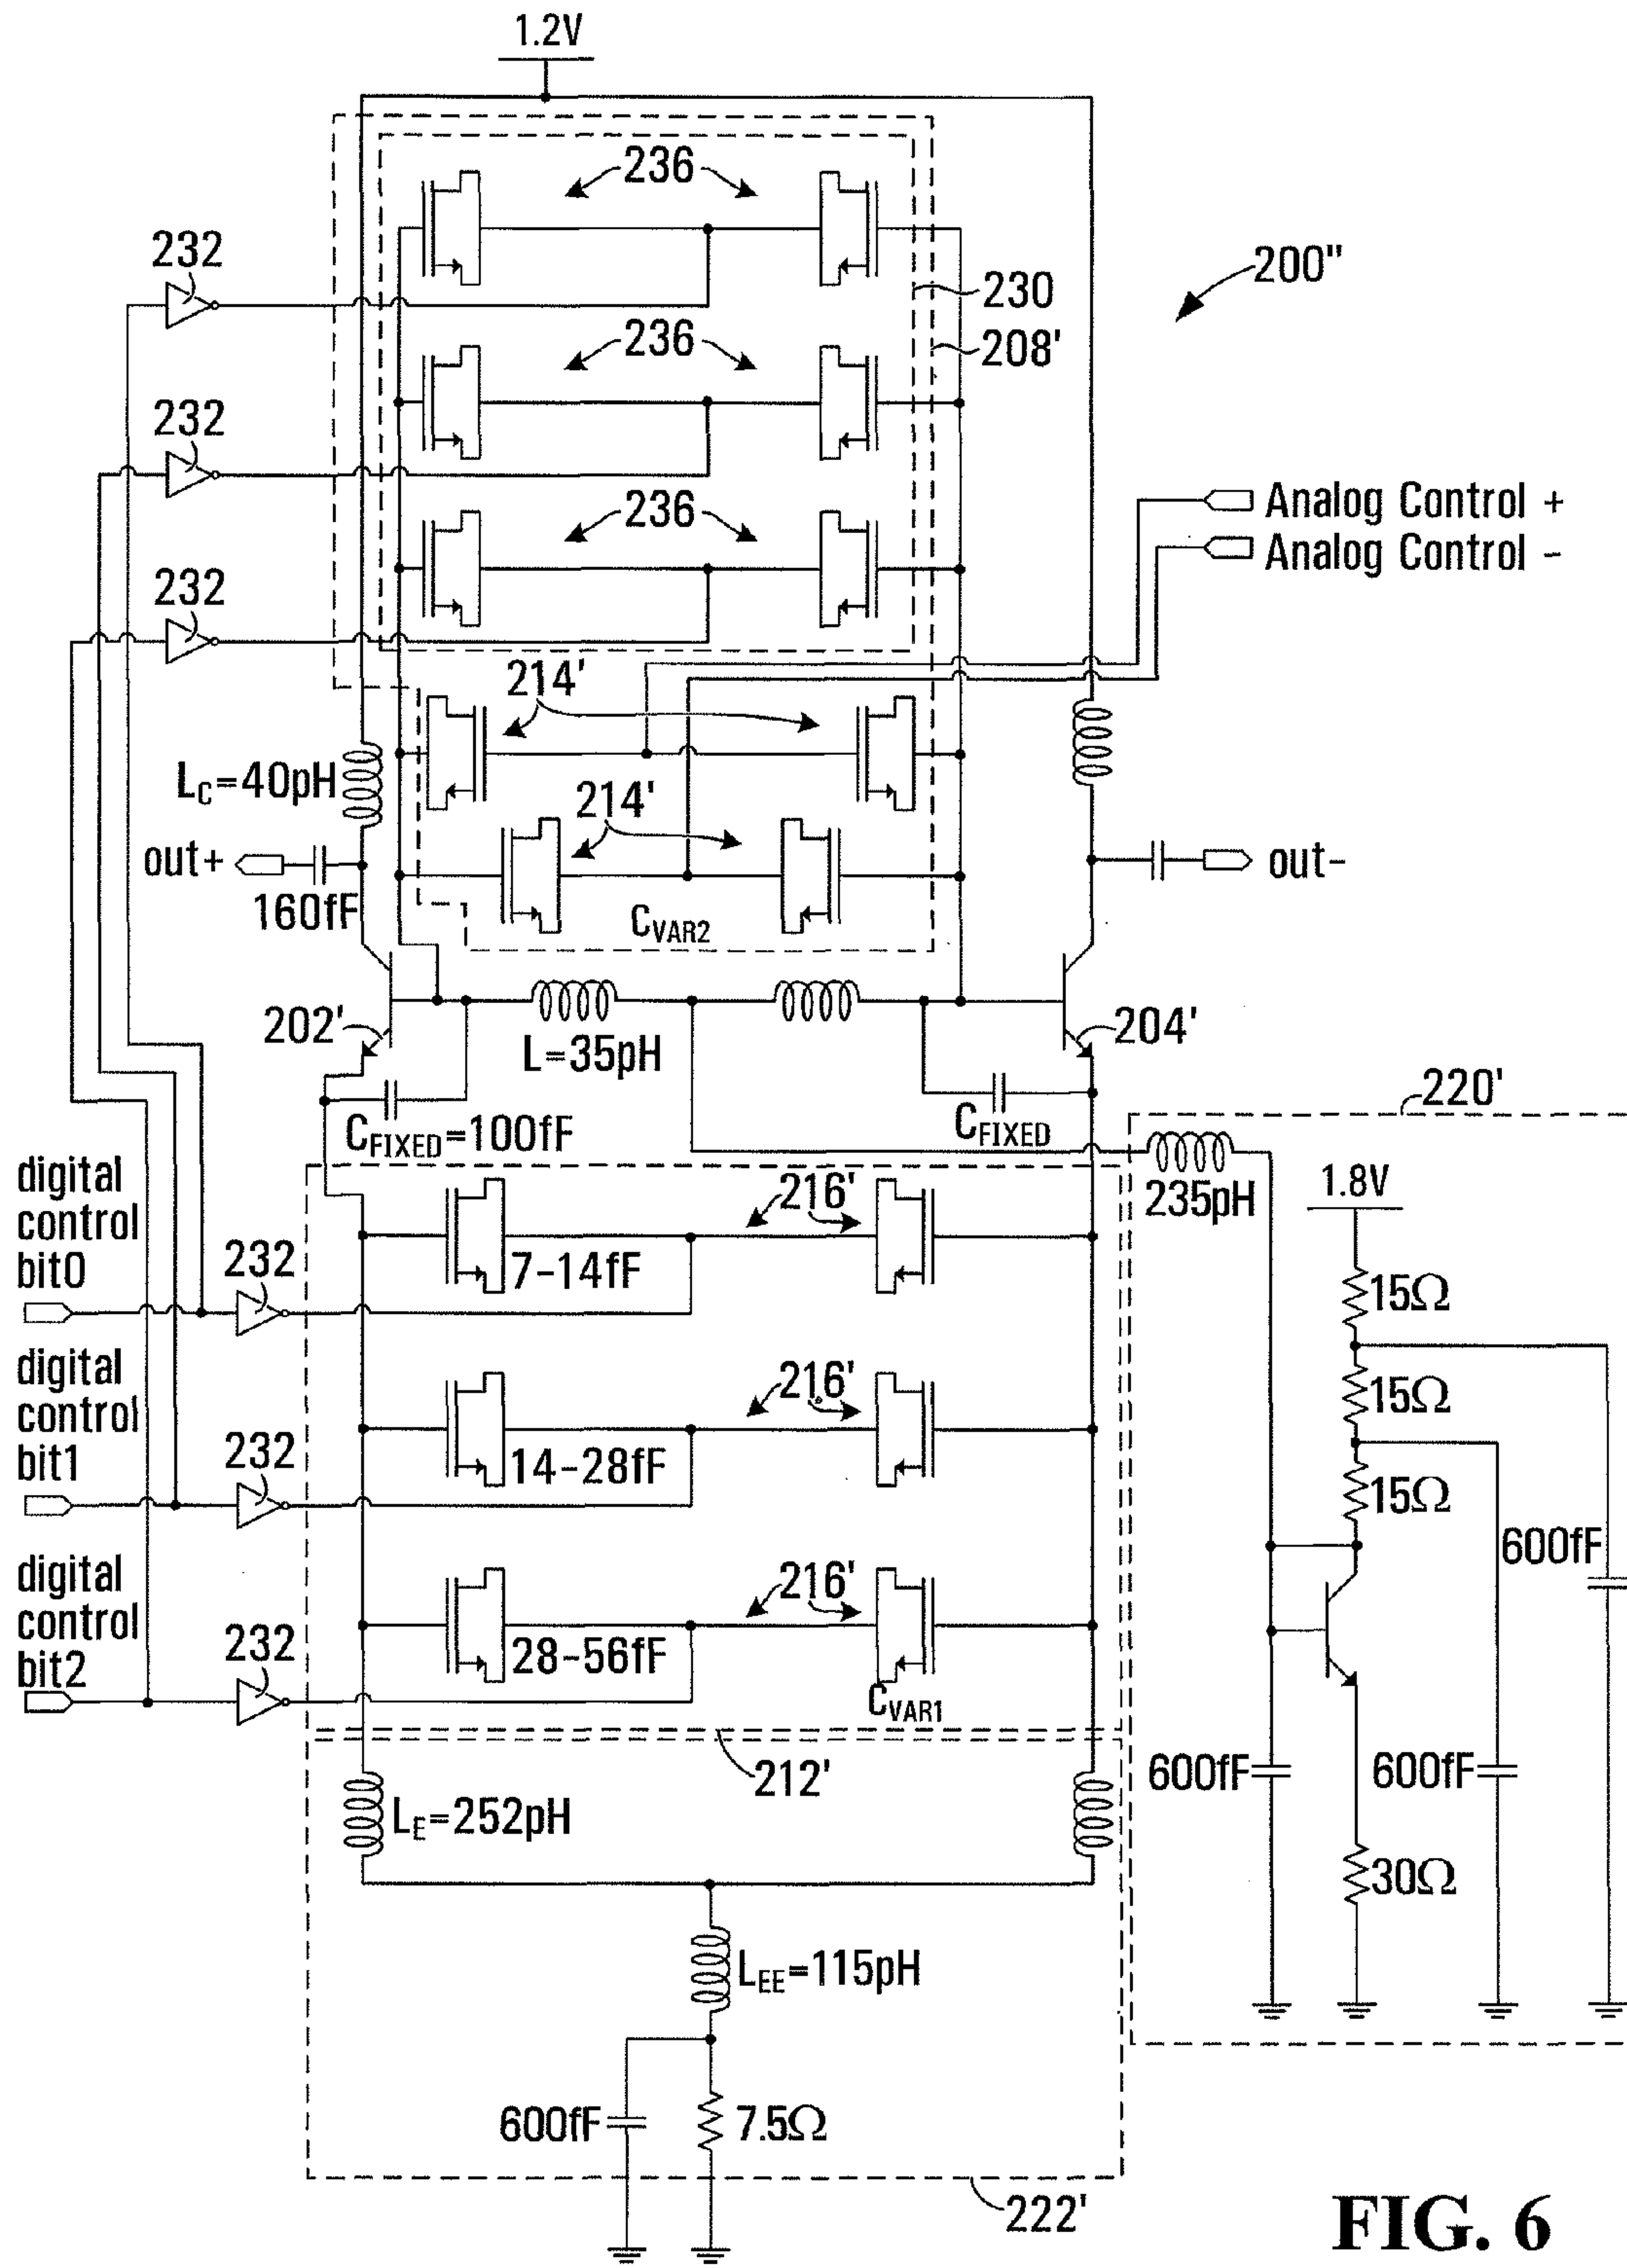 1.2V
236
232
200"
230
236
208'
232
Analog Control +
236
Analog Control -
232
214'
LC=40pH
214'
out+
out-
160fF
CVAR2
202'
L=35pH
204'
220'
CFIXED=100fF
CFIXED
digital
control
bit0
216'
235pH
1.8V
232
7-14fF
15Ω
digital
control
bit1
216'
15Ω
232
14-28fF
15Ω
600fF
digital
control
bit2
216'
232
28-56fF
CVAR1
212'
600fF
600fF
LE=252pH
30Ω
LEE=115pH
600fF
7.5Ω
222'
FIG. 6